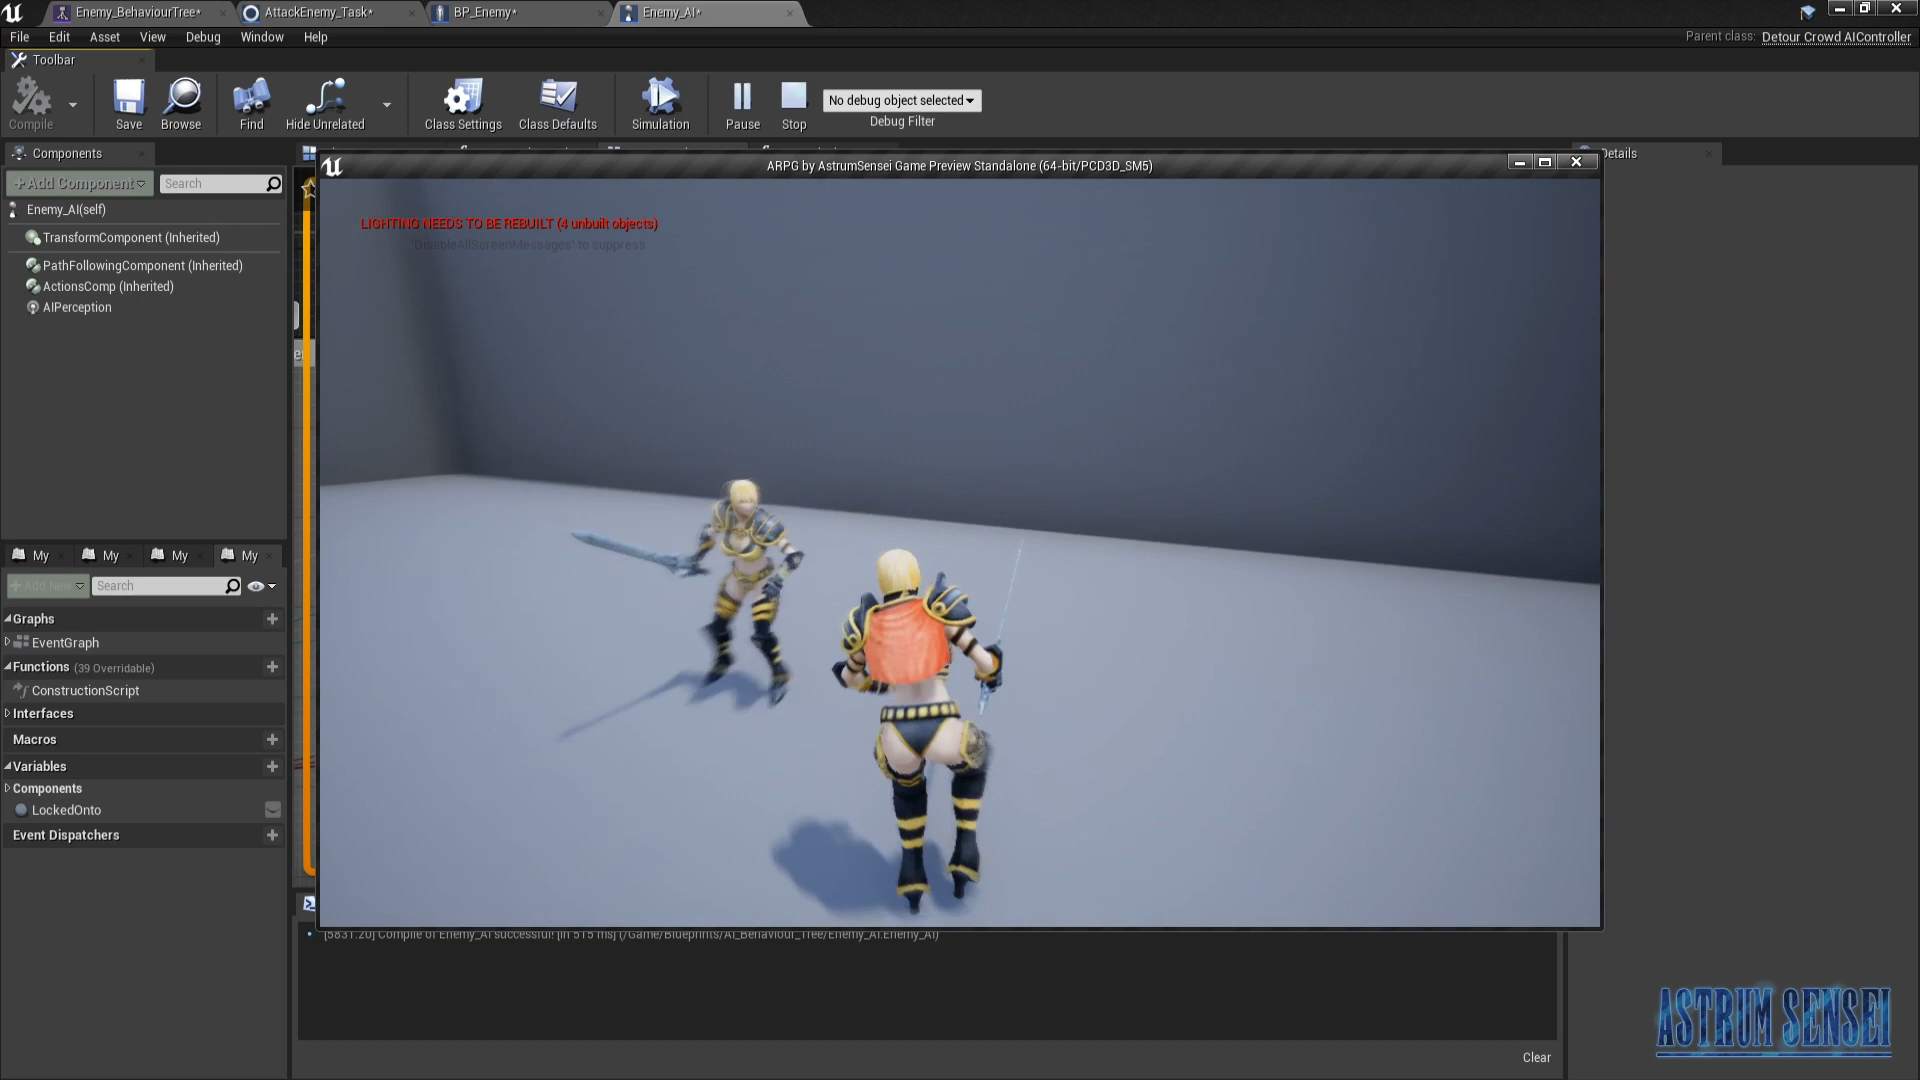 Enemy_BehaviourTree*
AttackEnemy_Task*
BP_Enemy*
Enemy_AI*
File Edit Asset View Debug Window Help
Parent class: Detour Crowd AIController
Toolbar
Compile
Save
Browse
Find
Hide Unrelated
Class Settings
Class Defaults
Simulation
Pause
Stop
No debug object selected
Debug Filter
Components
Details
ARPG by AstrumSensei Game Preview Standalone (64-bit/PCD3D_SM5)
+Add Component
Search
Enemy_AI(self)
TransformComponent (Inherited)
PathFollowingComponent (Inherited)
ActionsComp (Inherited)
AIPerception
LIGHTING NEEDS TO BE REBUILT (4 unbuilt objects)
'DisableAllScreenMessages' to suppress
My My My My
+Add New
Search
Graphs
EventGraph
Functions (39 Overridable)
ConstructionScript
Interfaces
Macros
Variables
Components
LockedOnto
Event Dispatchers
[5831.20] Compile of Enemy_AI successful! [in 515 ms] (/Game/Blueprints/AI_Behaviour_Tree/Enemy_AI.Enemy_AI)
Clear
ASTRUM SENSEI